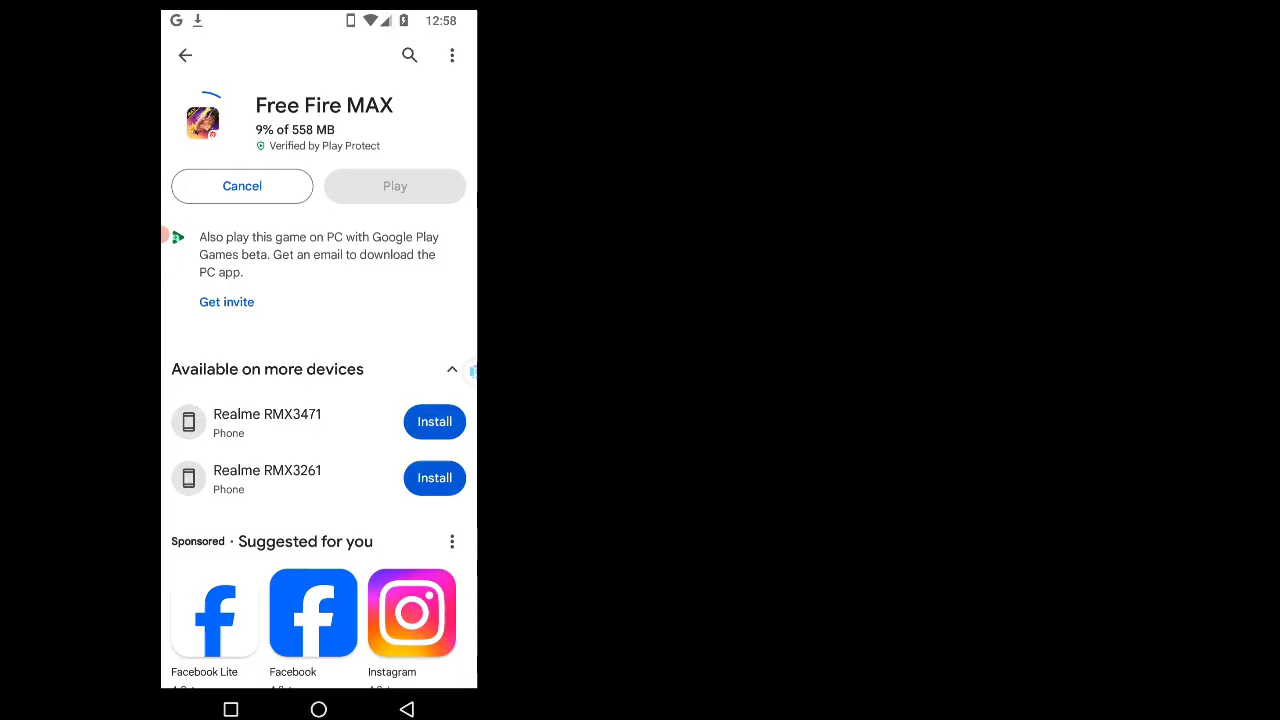 12:58
Free Fire MAX
9% of 558 MB
Verified by Play Protect
Cancel
Play
Also play this game on PC with Google Play
Games beta. Get an email to download the
PC app.
Get invite
Available on more devices
Realme RMX3471
Phone
Install
Realme RMX3261
Phone
Install
Sponsored · Suggested for you
Facebook Lite
Facebook
Instagram